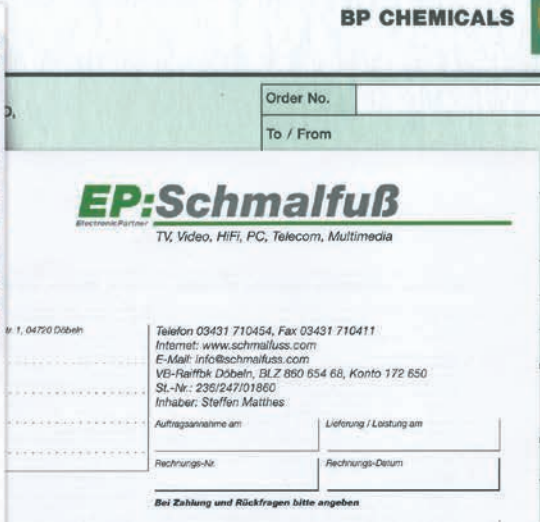 BP CHEMICALS
Order No.
To / From
EP:Schmalfuß
ElectronicPartner
TV, Video, HiFi, PC, Telecom, Multimedia
tr. 1, 04720 Döbeln
Telefon 03431 710454, Fax 03431 710411
Internet: www.schmalfuss.com
E-Mail: info@schmalfuss.com
VB-Raiffbk Döbeln, BLZ 860 654 68, Konto 172 650
St.-Nr.: 236/247/01860
Inhaber: Steffen Matthes
Auftragsannahme am
Lieferung / Leistung am
Rechnungs-Nr.
Rechnungs-Datum
Bei Zahlung und Rückfragen bitte angeben